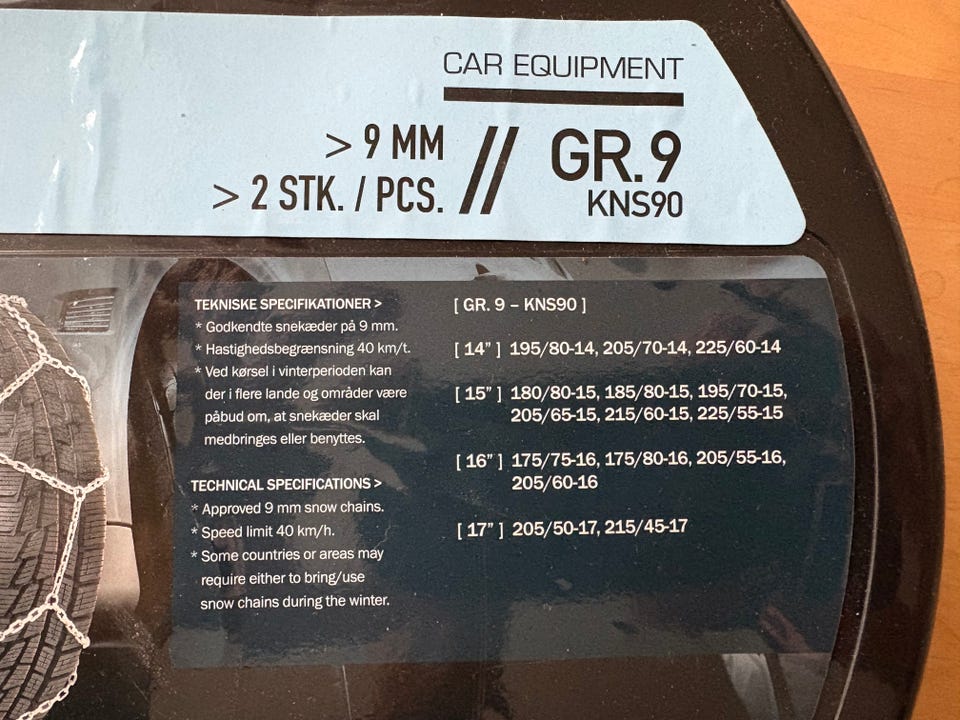 CAR EQUIPMENT
> 9 MM
> 2 STK. / PCS.
//
GR.9
KNS90
TEKNISKE SPECIFIKATIONER >
* Godkendte snekæder på 9 mm.
* Hastighedsbegrænsning 40 km/t.
* Ved kørsel i vinterperioden kan
der i flere lande og områder være
påbud om, at snekæder skal
medbringes eller benyttes.
TECHNICAL SPECIFICATIONS >
* Approved 9 mm snow chains.
* Speed limit 40 km/h.
* Some countries or areas may
require either to bring/use
snow chains during the winter.
[ GR. 9 – KNS90 ]
[ 14” ] 195/80-14, 205/70-14, 225/60-14
[ 15” ] 180/80-15, 185/80-15, 195/70-15,
205/65-15, 215/60-15, 225/55-15
[ 16” ] 175/75-16, 175/80-16, 205/55-16,
205/60-16
[ 17” ] 205/50-17, 215/45-17